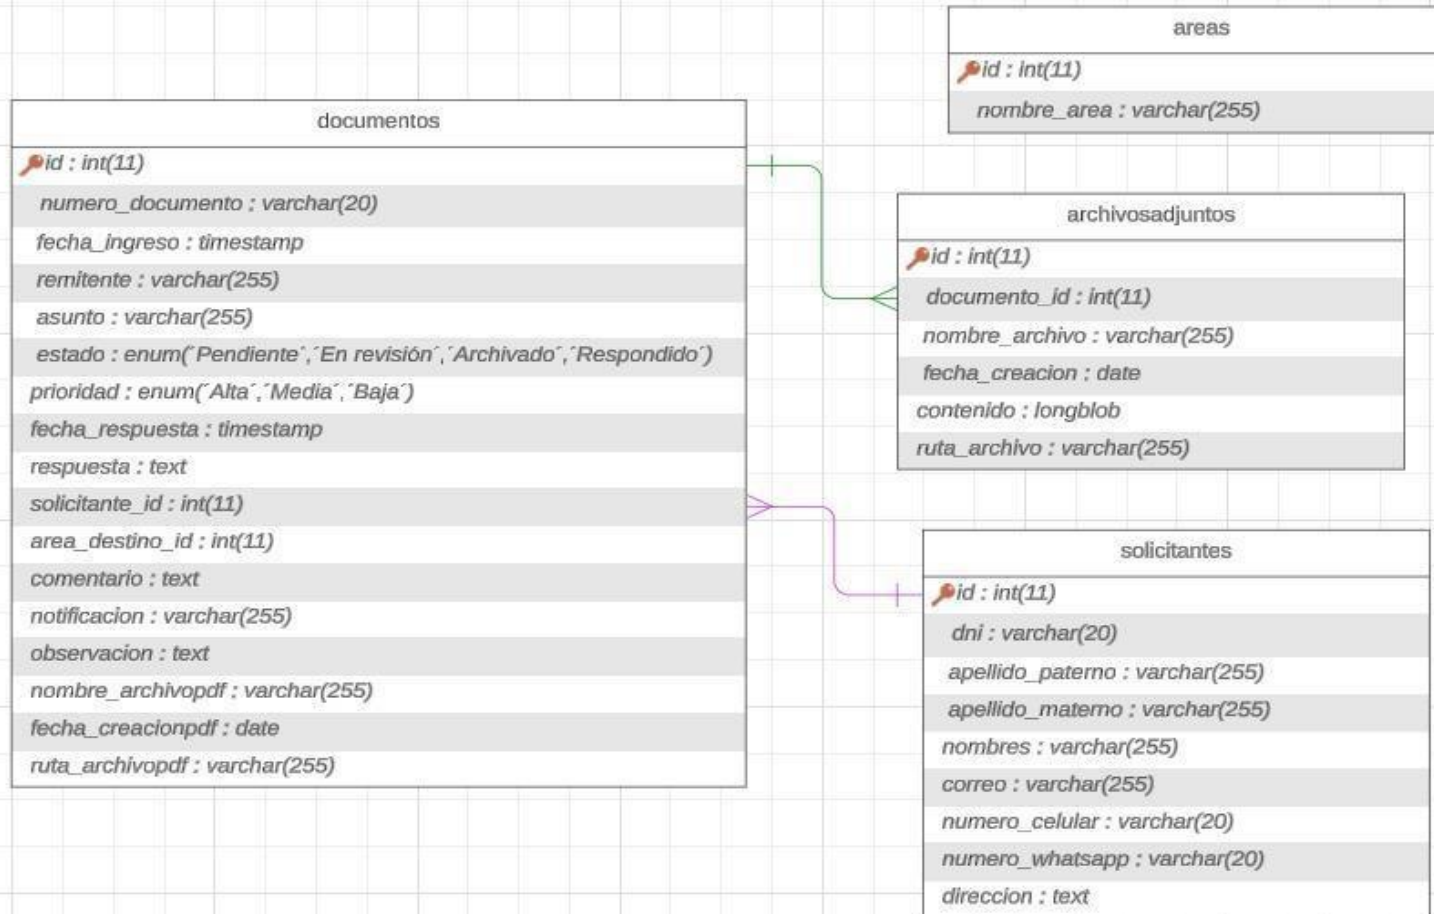 areas
id : int(11)
nombre_area : varchar(255)
documentos
id : int(11)
numero_documento : varchar(20)
fecha_ingreso : timestamp
remitente : varchar(255)
asunto : varchar(255)
estado : enum(´Pendiente´,´En revisión´,´Archivado´,´Respondido´)
prioridad : enum(´Alta´,´Media´,´Baja´)
fecha_respuesta : timestamp
respuesta : text
solicitante_id : int(11)
area_destino_id : int(11)
comentario : text
notificacion : varchar(255)
observacion : text
nombre_archivopdf : varchar(255)
fecha_creacionpdf : date
ruta_archivopdf : varchar(255)
archivosadjuntos
id : int(11)
documento_id : int(11)
nombre_archivo : varchar(255)
fecha_creacion : date
contenido : longblob
ruta_archivo : varchar(255)
solicitantes
id : int(11)
dni : varchar(20)
apellido_paterno : varchar(255)
apellido_materno : varchar(255)
nombres : varchar(255)
correo : varchar(255)
numero_celular : varchar(20)
numero_whatsapp : varchar(20)
direccion : text